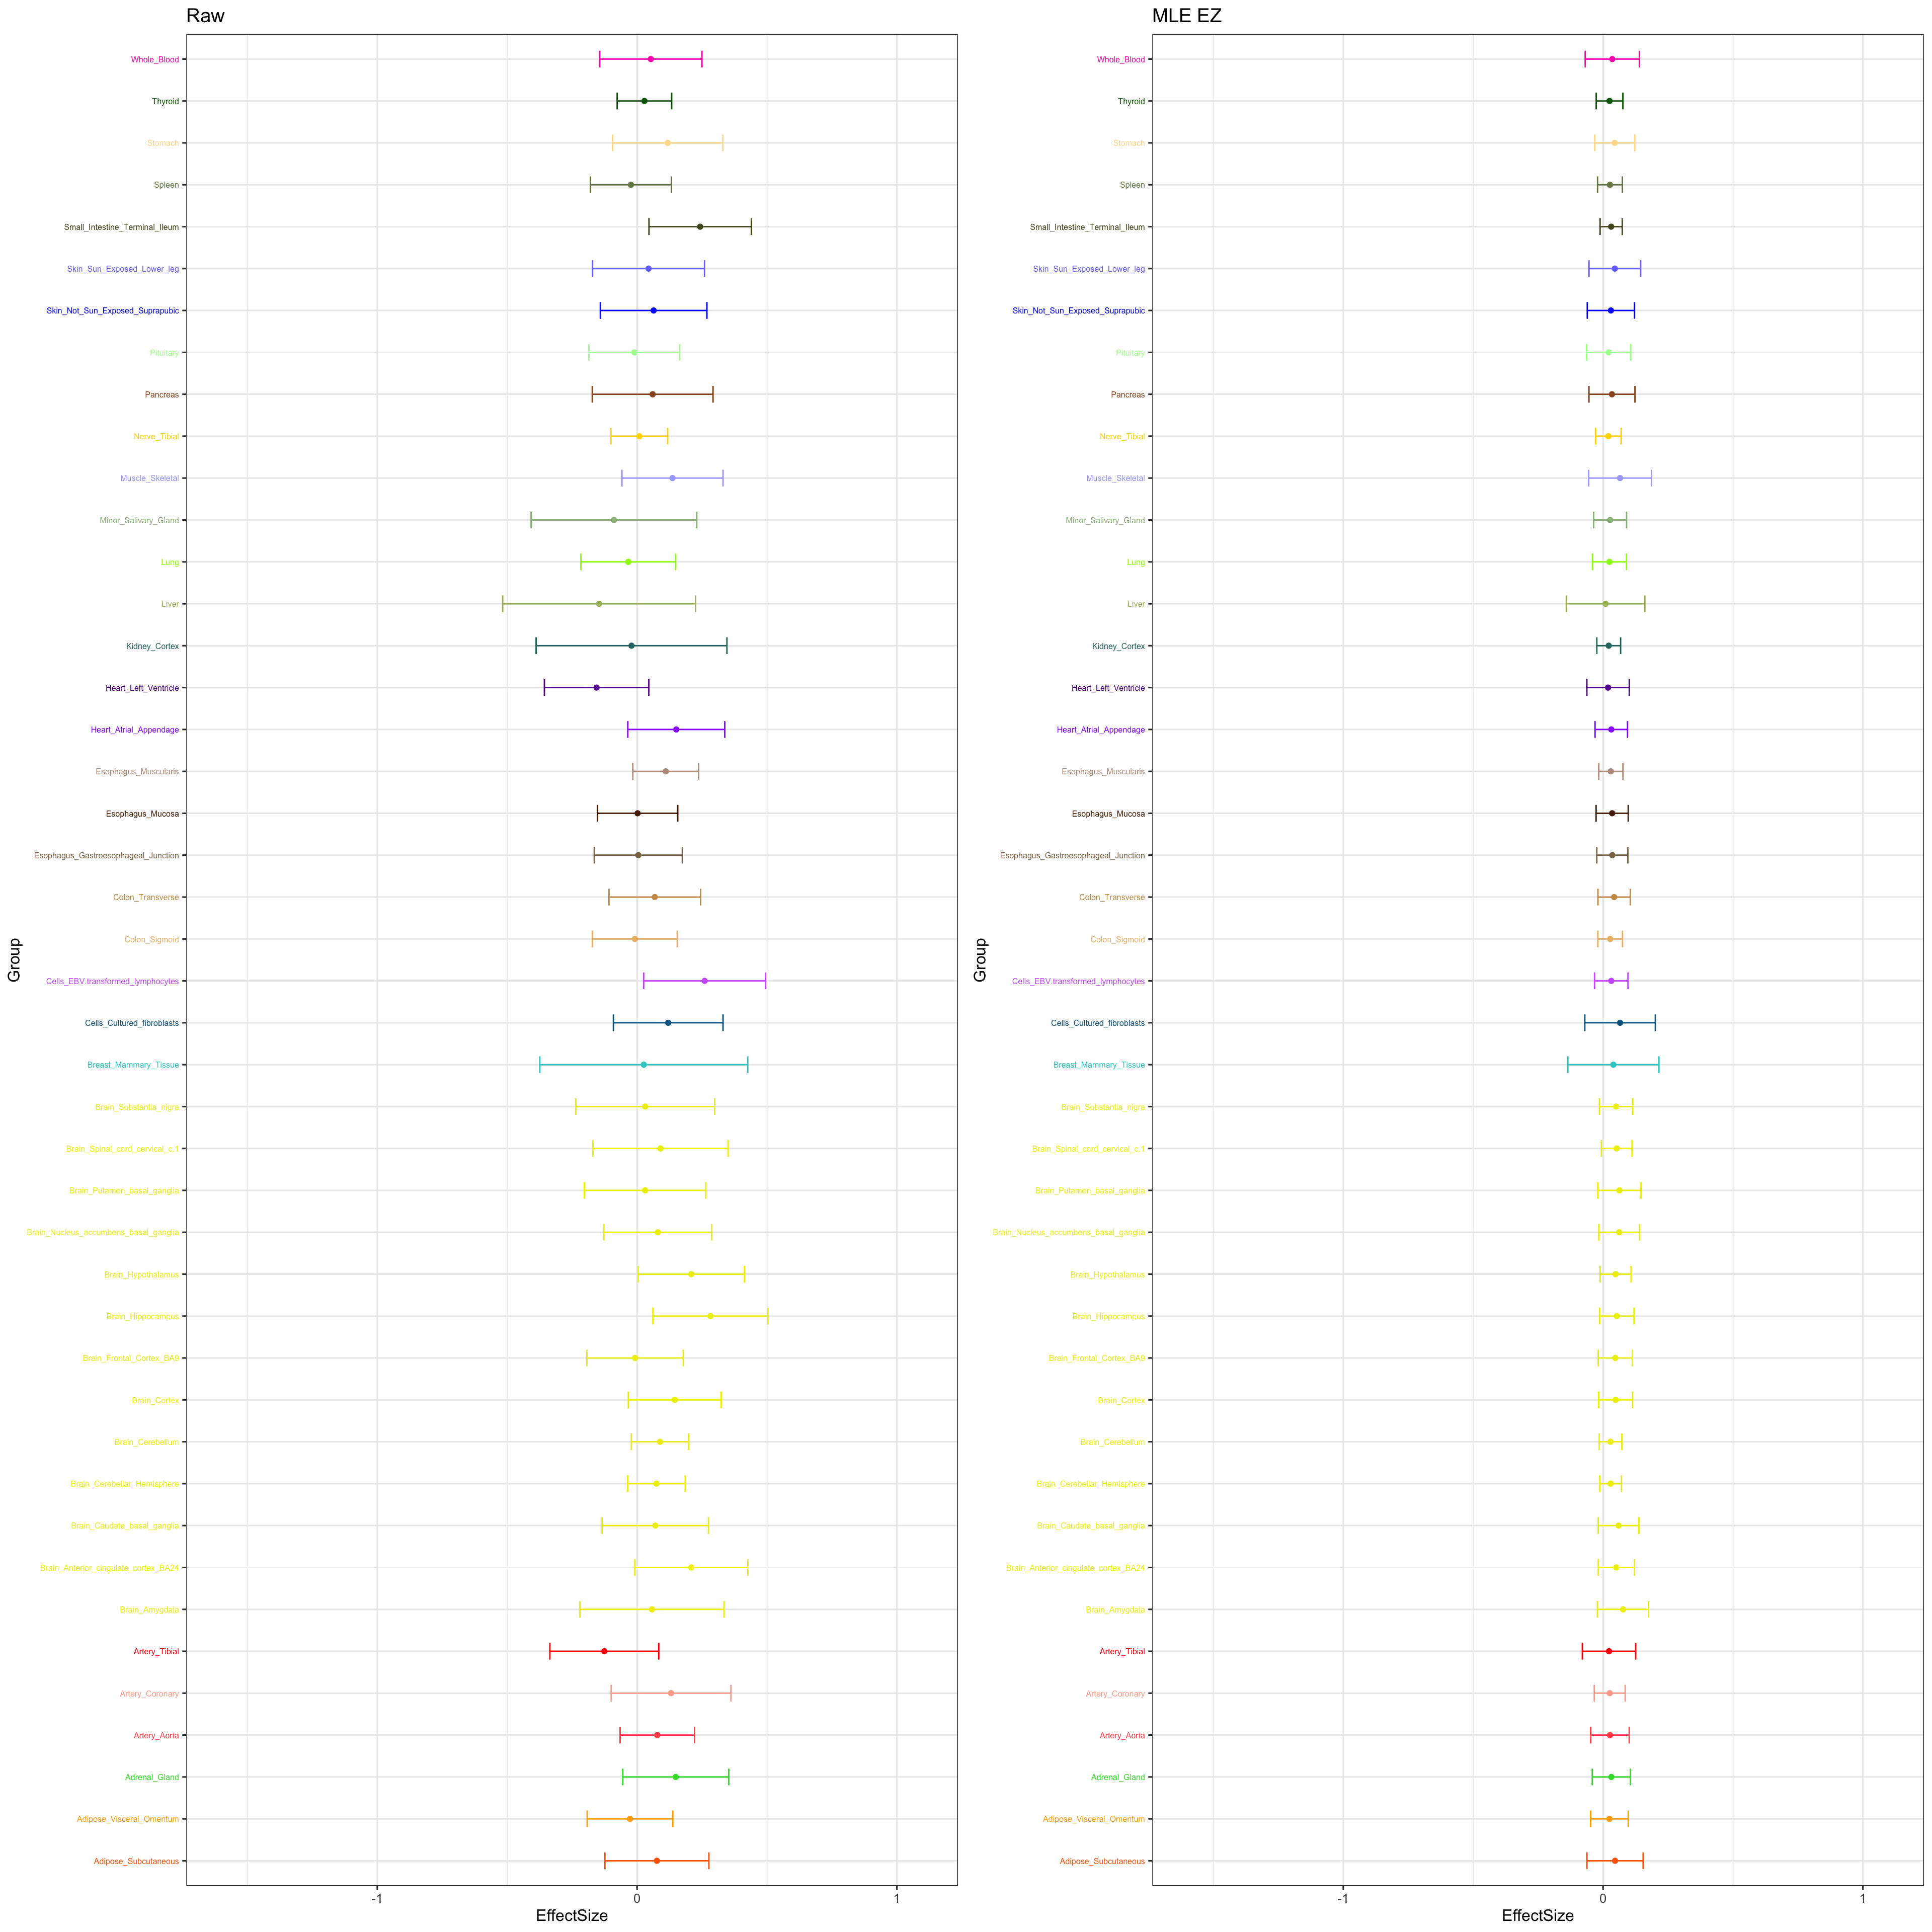 Raw
Whole_Blood
Thyroid
Stomach
Spleen
Small_Intestine_Terminal_Ileum
Skin_Sun_Exposed_Lower_leg
Skin_Not_Sun_Exposed_Suprapubic
Pituitary
Pancreas
Nerve_Tibial
Muscle_Skeletal
Minor_Salivary_Gland
Lung
Liver
Kidney_Cortex
Heart_Left_Ventricle
Heart_Atrial_Appendage
Esophagus_Muscularis
Esophagus_Mucosa
Esophagus_Gastroesophageal_Junction
Colon_Transverse
Colon_Sigmoid
Cells_EBV.transformed_lymphocytes
Cells_Cultured_fibroblasts
Breast_Mammary_Tissue
Brain_Substantia_nigra
Brain_Spinal_cord_cervical_c.1
Brain_Putamen_basal_ganglia
Brain_Nucleus_accumbens_basal_ganglia
Brain_Hypothalamus
Brain_Hippocampus
Brain_Frontal_Cortex_BA9
Brain_Cortex
Brain_Cerebellum
Brain_Cerebellar_Hemisphere
Brain_Caudate_basal_ganglia
Brain_Anterior_cingulate_cortex_BA24
Brain_Amygdala
Artery_Tibial
Artery_Coronary
Artery_Aorta
Adrenal_Gland
Adipose_Visceral_Omentum
Adipose_Subcutaneous
Group
-1 0 1
EffectSize
MLE EZ
Whole_Blood
Thyroid
Stomach
Spleen
Small_Intestine_Terminal_Ileum
Skin_Sun_Exposed_Lower_leg
Skin_Not_Sun_Exposed_Suprapubic
Pituitary
Pancreas
Nerve_Tibial
Muscle_Skeletal
Minor_Salivary_Gland
Lung
Liver
Kidney_Cortex
Heart_Left_Ventricle
Heart_Atrial_Appendage
Esophagus_Muscularis
Esophagus_Mucosa
Esophagus_Gastroesophageal_Junction
Colon_Transverse
Colon_Sigmoid
Cells_EBV.transformed_lymphocytes
Cells_Cultured_fibroblasts
Breast_Mammary_Tissue
Brain_Substantia_nigra
Brain_Spinal_cord_cervical_c.1
Brain_Putamen_basal_ganglia
Brain_Nucleus_accumbens_basal_ganglia
Brain_Hypothalamus
Brain_Hippocampus
Brain_Frontal_Cortex_BA9
Brain_Cortex
Brain_Cerebellum
Brain_Cerebellar_Hemisphere
Brain_Caudate_basal_ganglia
Brain_Anterior_cingulate_cortex_BA24
Brain_Amygdala
Artery_Tibial
Artery_Coronary
Artery_Aorta
Adrenal_Gland
Adipose_Visceral_Omentum
Adipose_Subcutaneous
Group
-1 0 1
EffectSize